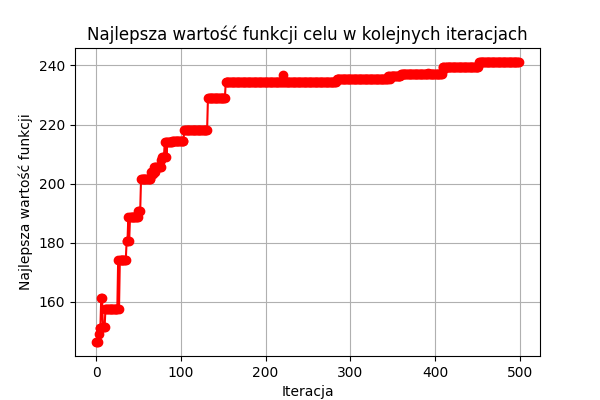 Najlepsza wartość funkcji celu w kolejnych iteracjach
Najlepsza wartość funkcji
240
220
200
180
160
0 100 200 300 400 500
Iteracja